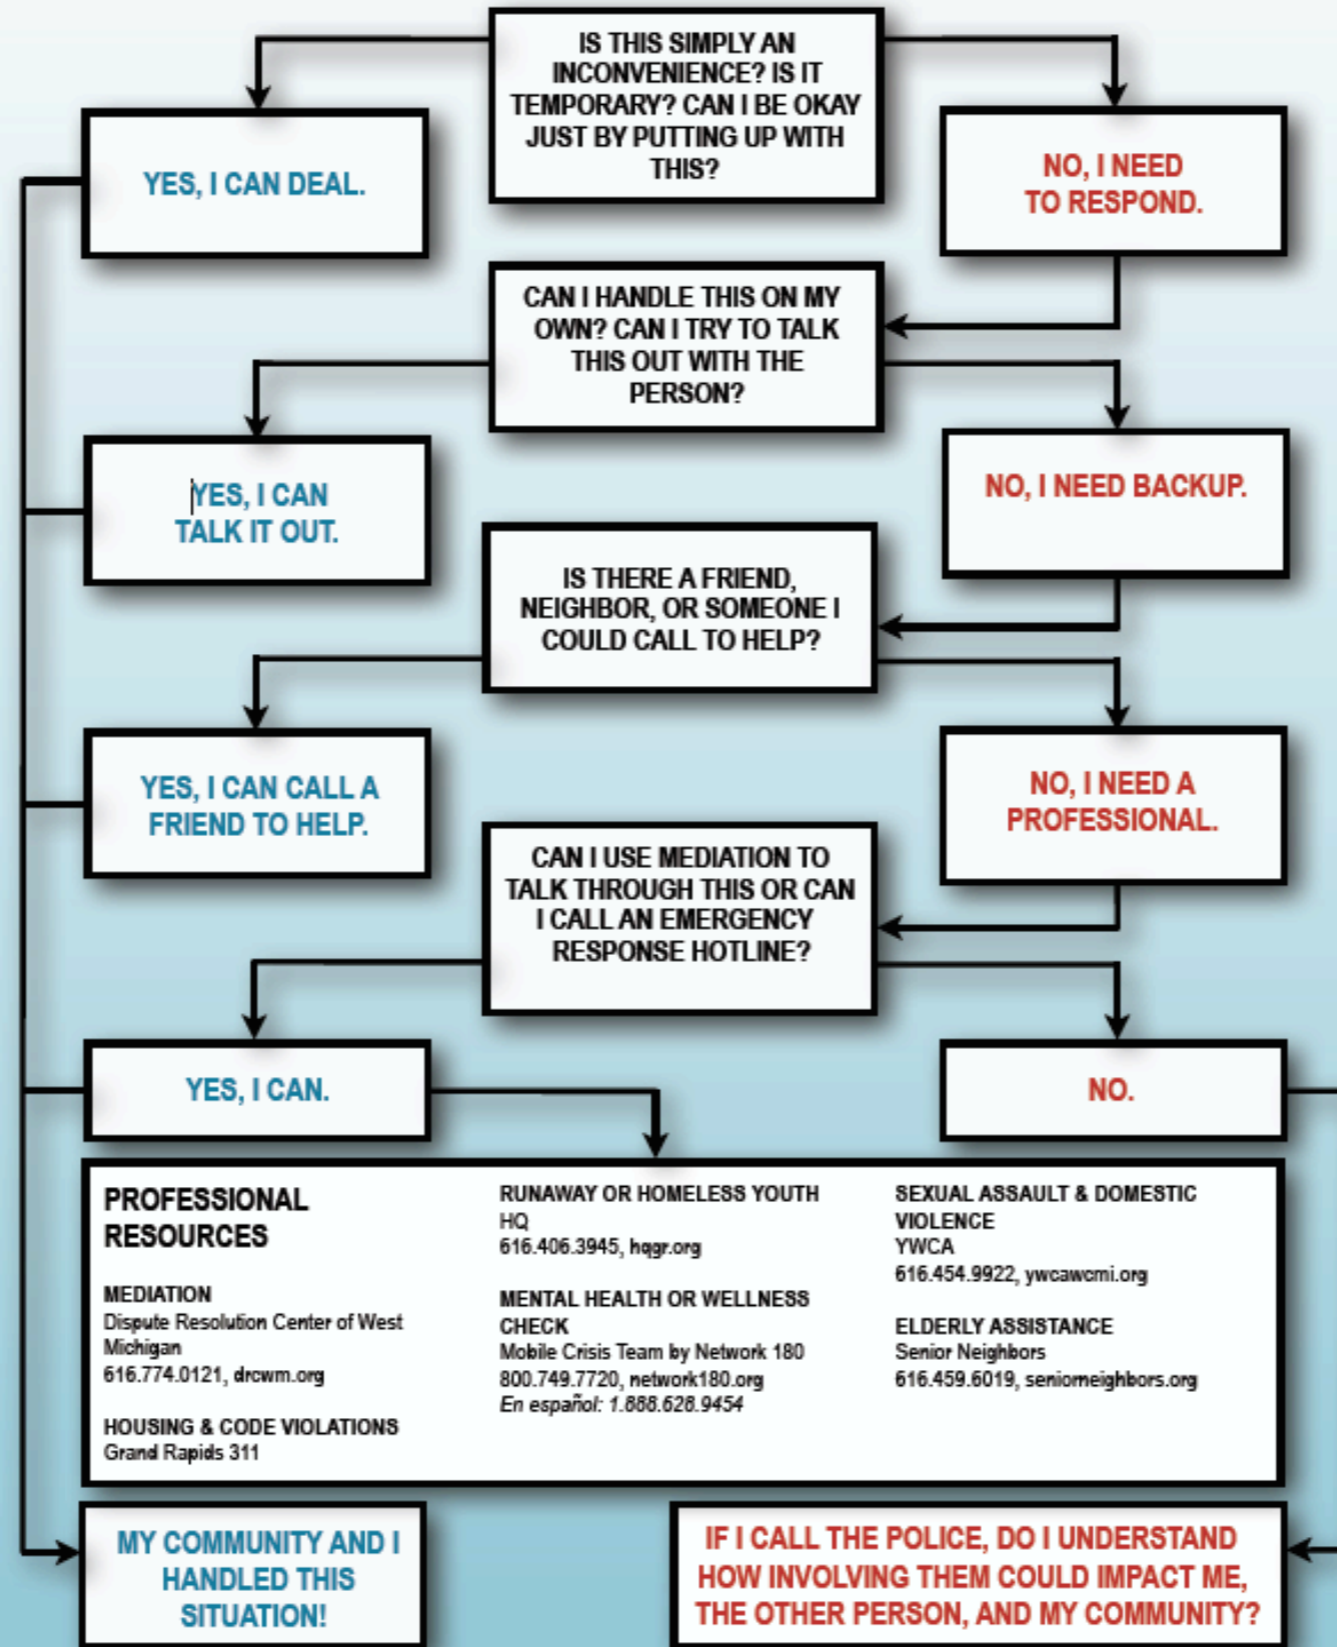 IS THIS SIMPLY AN
INCONVENIENCE? IS IT
TEMPORARY? CAN I BE OKAY
JUST BY PUTTING UP WITH
THIS?
YES, I CAN DEAL.
NO, I NEED
TO RESPOND.
CAN I HANDLE THIS ON MY
OWN? CAN I TRY TO TALK
THIS OUT WITH THE
PERSON?
YES, I CAN
TALK IT OUT.
NO, I NEED BACKUP.
IS THERE A FRIEND,
NEIGHBOR, OR SOMEONE I
COULD CALL TO HELP?
YES, I CAN CALL A
FRIEND TO HELP.
NO, I NEED A
PROFESSIONAL.
CAN I USE MEDIATION TO
TALK THROUGH THIS OR CAN
I CALL AN EMERGENCY
RESPONSE HOTLINE?
YES, I CAN.
NO.
PROFESSIONAL
RESOURCES
MEDIATION
Dispute Resolution Center of West
Michigan
616.774.0121, drcwm.org
HOUSING & CODE VIOLATIONS
Grand Rapids 311
RUNAWAY OR HOMELESS YOUTH
HQ
616.406.3945, hqgr.org
MENTAL HEALTH OR WELLNESS
CHECK
Mobile Crisis Team by Network 180
800.749.7720, network180.org
En español: 1.888.628.9454
SEXUAL ASSAULT & DOMESTIC
VIOLENCE
YWCA
616.454.9922, ywcawcmi.org
ELDERLY ASSISTANCE
Senior Neighbors
616.459.6019, seniorneighbors.org
MY COMMUNITY AND I
HANDLED THIS
SITUATION!
IF I CALL THE POLICE, DO I UNDERSTAND
HOW INVOLVING THEM COULD IMPACT ME,
THE OTHER PERSON, AND MY COMMUNITY?